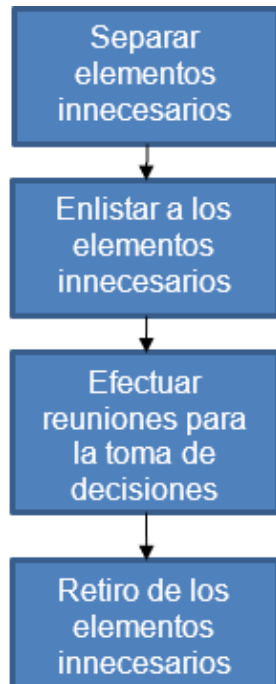 Separar
elementos
innecesarios
Enlistar a los
elementos
innecesarios
Efectuar
reuniones para
la toma de
decisiones
Retiro de los
elementos
innecesarios